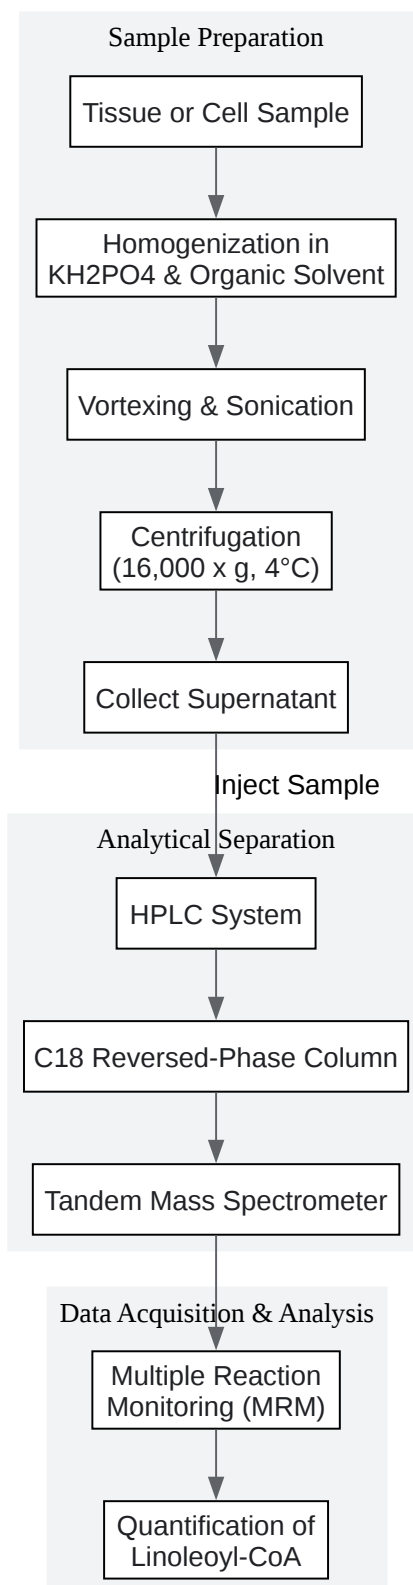 Sample Preparation
Tissue or Cell Sample
Homogenization in
KH2PO4 & Organic Solvent
Vortexing & Sonication
Centrifugation
(16,000 x g, 4°C)
Collect Supernatant
Inject Sample
Analytical Separation
HPLC System
C18 Reversed-Phase Column
Tandem Mass Spectrometer
Data Acquisition & Analysis
Multiple Reaction
Monitoring (MRM)
Quantification of
Linoleoyl-CoA